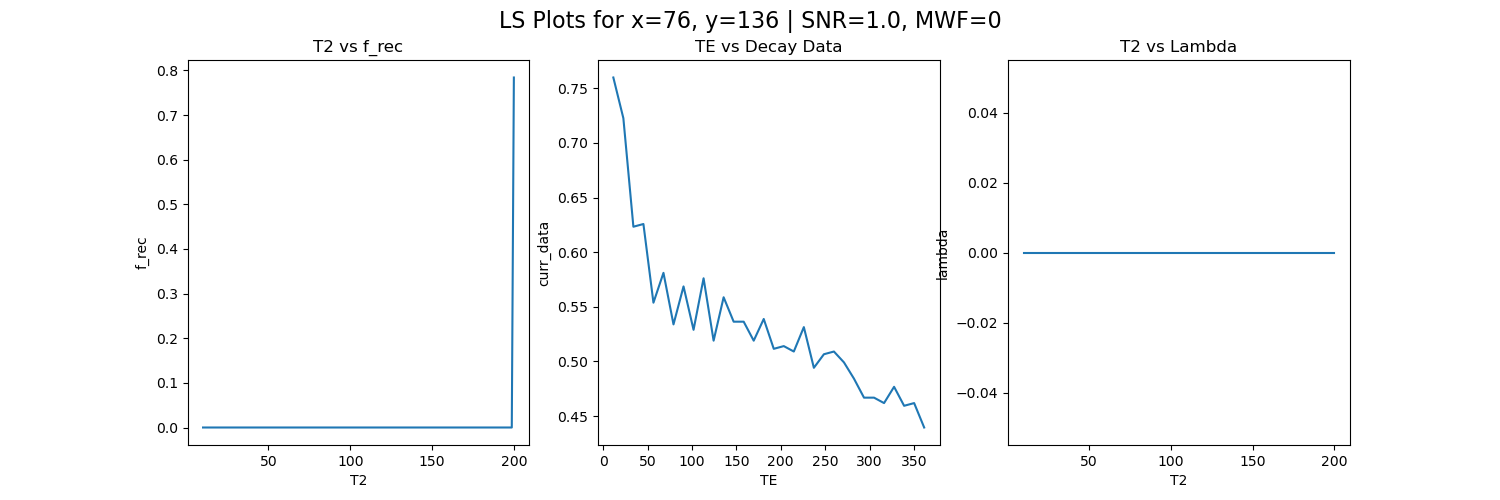 LS Plots for x=76, y=136 | SNR=1.0, MWF=0
T2 vs f_rec
0.8
0.7
0.6
0.5
0.4
0.3
0.2
0.1
0.0
f_rec
50 100 150 200
T2
TE vs Decay Data
0.75
0.70
0.65
0.60
0.55
0.50
0.45
curr_data
0 50 100 150 200 250 300 350
TE
T2 vs Lambda
0.04
0.02
0.00
−0.02
−0.04
lambda
50 100 150 200
T2